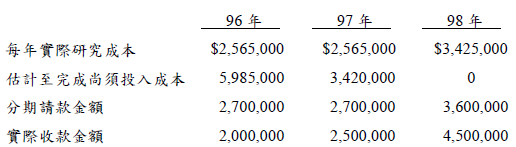 96 年 97 年 98 年
每年實際研究成本 $2,565,000 $2,565,000 $3,425,000
估計至完成尚須投入成本 5,985,000 3,420,000 0
分期請款金額 2,700,000 2,700,000 3,600,000
實際收款金額 2,000,000 2,500,000 4,500,000